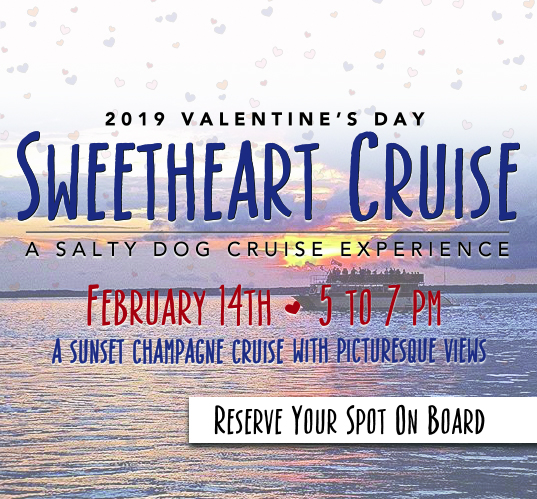 2019 VALENTINE'S DAY
SWEETHEART CRUISE
A SALTY DOG CRUISE EXPERIENCE
FEBRUARY 14TH ♥ 5 TO 7 PM
A SUNSET CHAMPAGNE CRUISE WITH PICTURESQUE VIEWS
RESERVE YOUR SPOT ON BOARD